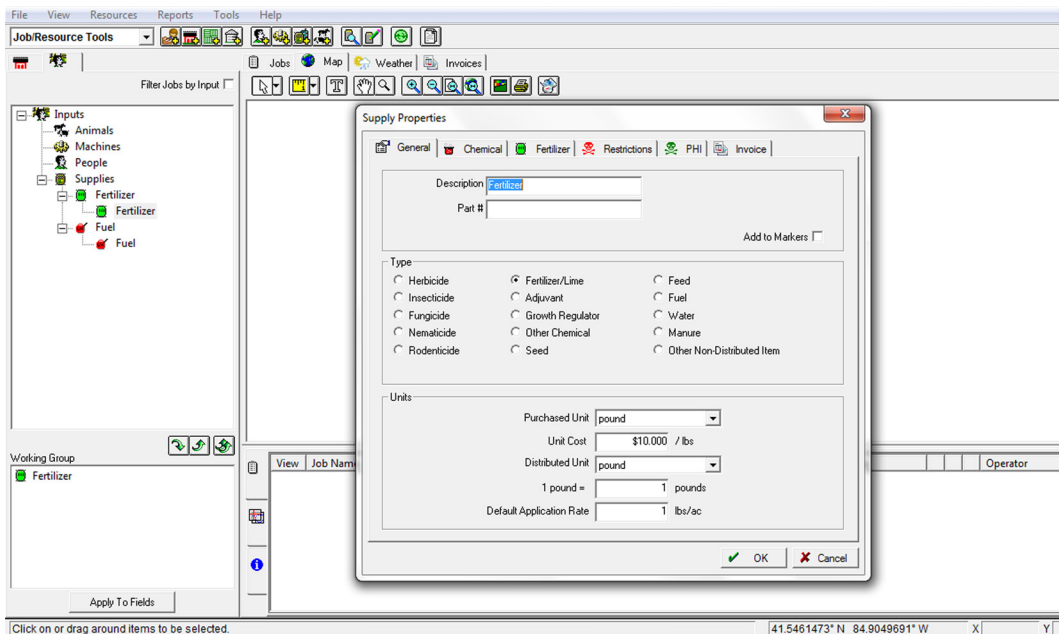 File View Resources Reports Tools Help
Job/Resource Tools
Jobs Map Weather Invoices
Filter Jobs by Input
Inputs
Animals
Machines
People
Supplies
Fertilizer
Fertilizer
Fuel
Fuel
Working Group
Fertilizer
Apply To Fields
Supply Properties
General Chemical Fertilizer Restrictions PHI Invoice
Description Fertilizer
Part #
Add to Markers
Type
Herbicide Fertilizer/Lime Feed
Insecticide Adjuvant Fuel
Fungicide Growth Regulator Water
Nematicide Other Chemical Manure
Rodenticide Seed Other Non-Distributed Item
Units
Purchased Unit pound
Unit Cost $10.000 / lbs
Distributed Unit pound
1 pound = 1 pounds
Default Application Rate 1 lbs/ac
OK Cancel
View Job Nam Operator
Click on or drag around items to be selected. 41.5461473° N 84.9049691° W X Y